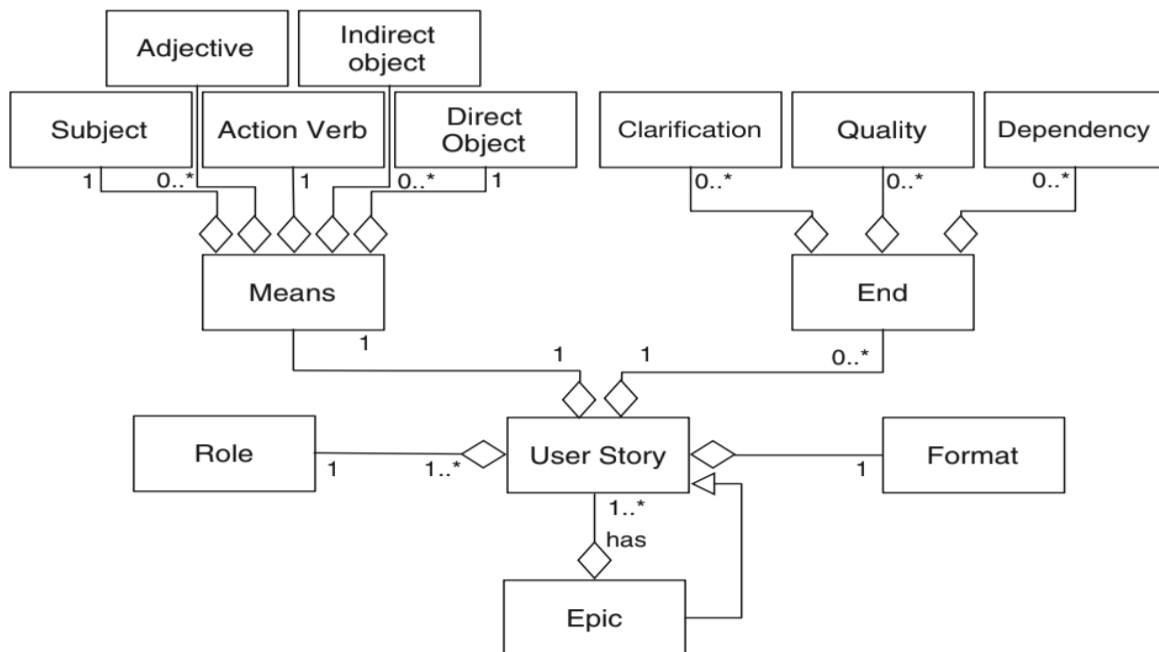 Adjective
Indirect
object
Subject
Action Verb
Direct
Object
Clarification
Quality
Dependency
1
0..*
1
0..*
1
0..*
0..*
0..*
Means
End
1
1
1
0..*
Role
1
1..*
User Story
1
Format
1..*
has
Epic